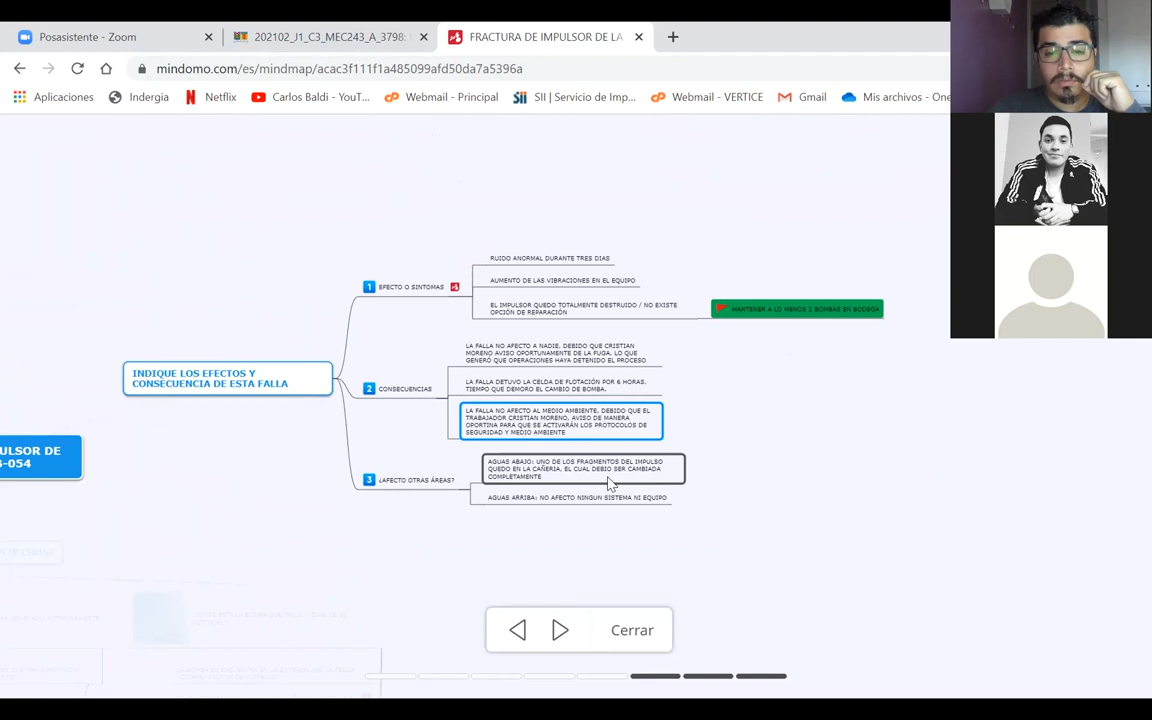 Posasistente - Zoom
202102_J1_C3_MEC243_A_3798:
FRACTURA DE IMPULSOR DE LA
mindomo.com/es/mindmap/acac3f111f1a485099afd50da7a5396a
Aplicaciones
Indergia
Netflix
Carlos Baldi - YouT...
Webmail - Principal
SII | Servicio de Imp...
Webmail - VERTICE
Gmail
Mis archivos - One
RUIDO ANORMAL DURANTE TRES DIAS
1 EFECTO O SINTOMAS
AUMENTO DE LAS VIBRACIONES EN EL EQUIPO
EL IMPULSOR QUEDO TOTALMENTE DESTRUIDO / NO EXISTE
OPCIÓN DE REPARACIÓN
MANTENER A LO MENOS 2 BOMBAS EN BODEGA
INDIQUE LOS EFECTOS Y
CONSECUENCIA DE ESTA FALLA
2 CONSECUENCIAS
LA FALLA NO AFECTO A NADIE, DEBIDO QUE CRISTIAN
MORENO AVISO OPORTUNAMENTE DE LA FUGA. LO QUE
GENERÓ QUE OPERACIONES HAYA DETENIDO EL PROCESO
LA FALLA DETUVO LA CELDA DE FLOTACIÓN POR 6 HORAS.
TIEMPO QUE DEMORO EL CAMBIO DE BOMBA.
LA FALLA NO AFECTO AL MEDIO AMBIENTE, DEBIDO QUE EL
TRABAJADOR CRISTIAN MORENO, AVISO DE MANERA
OPORTINA PARA QUE SE ACTIVARÁN LOS PROTOCOLOS DE
SEGURIDAD Y MEDIO AMBIENTE
3 ¿AFECTO OTRAS ÁREAS?
AGUAS ABAJO: UNO DE LOS FRAGMENTOS DEL IMPULSO
QUEDO EN LA CAÑERIA, EL CUAL DEBIO SER CAMBIADA
COMPLETAMENTE
AGUAS ARRIBA: NO AFECTO NINGUN SISTEMA NI EQUIPO
PULSOR DE
-054
Cerrar